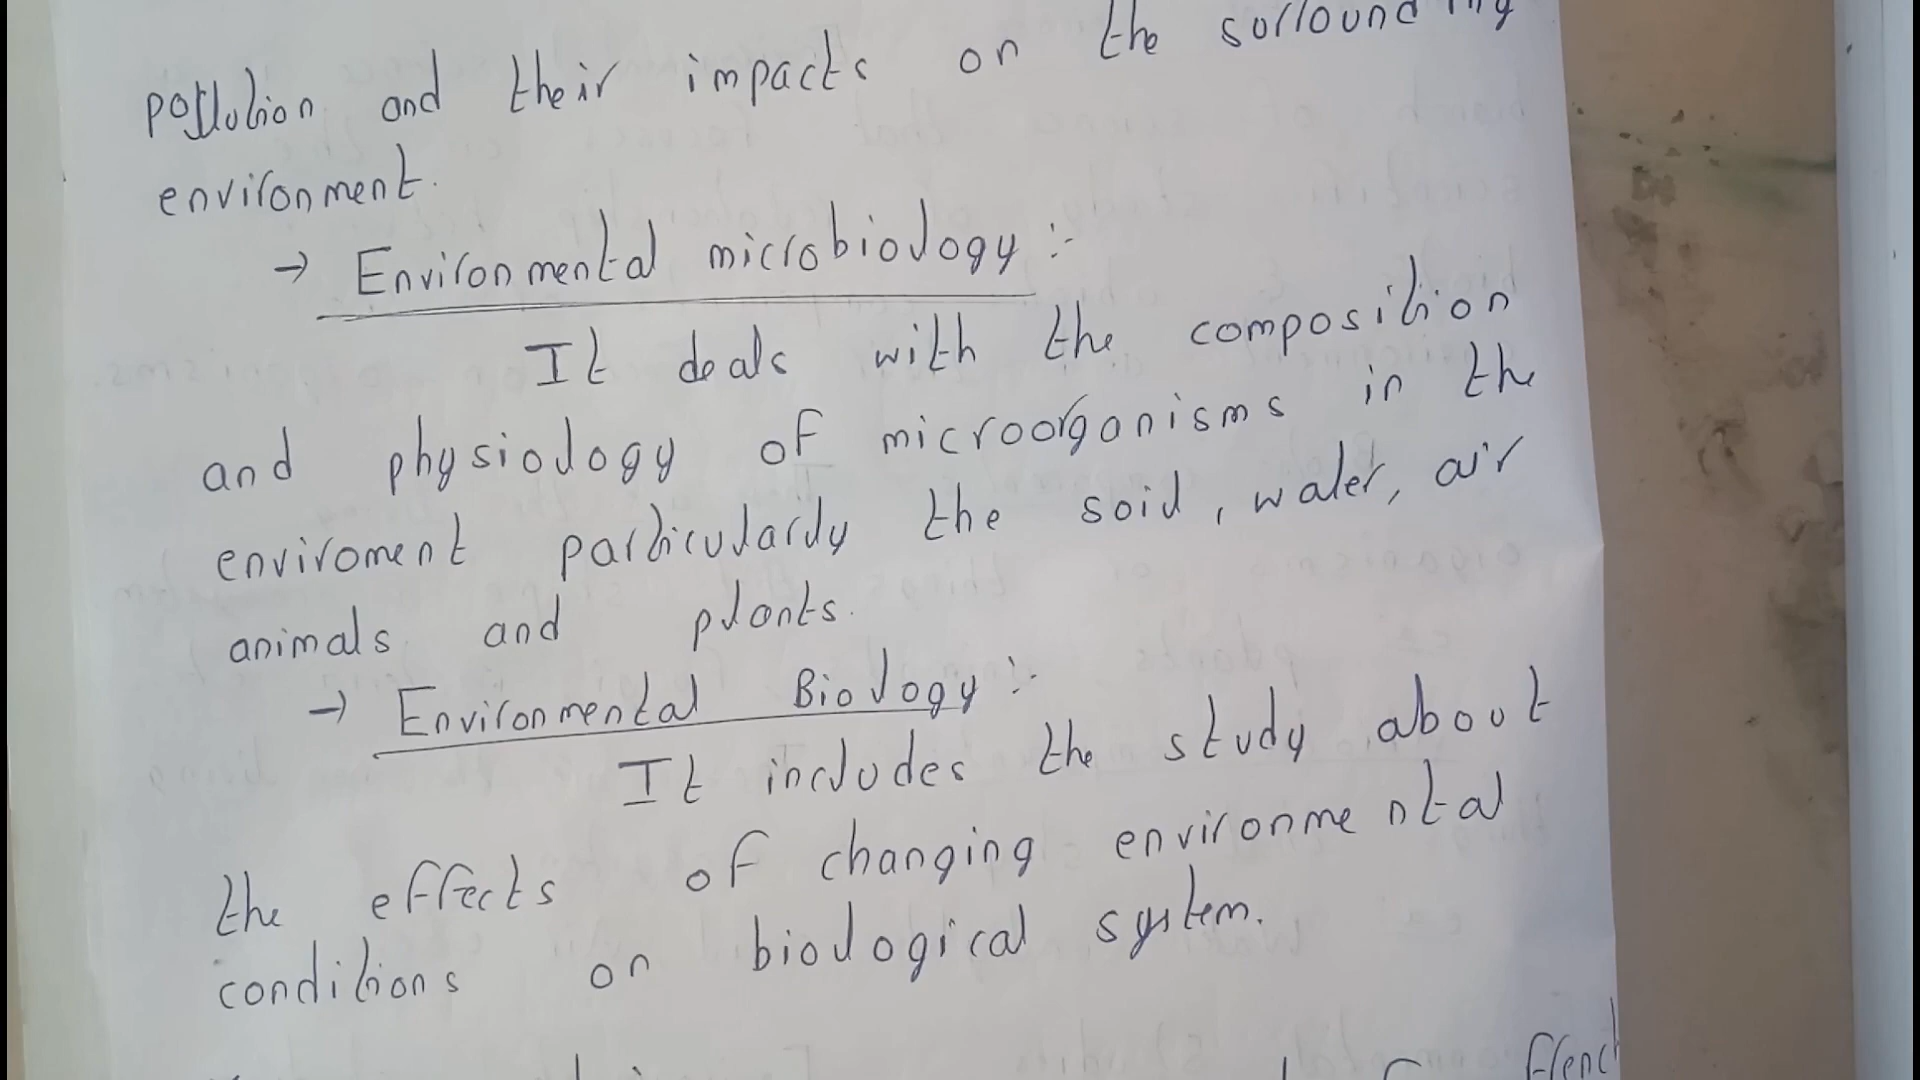 pollution and their impacts on the surrounding
environment.
→ Environmental microbiology :-
It deals with the composition
and physiology of microorganisms in the
enviroment particularly the soil, water, air
animals and plants.
→ Environmental Biology :-
It includes the study about
the effects of changing environmental
conditions on biological system.